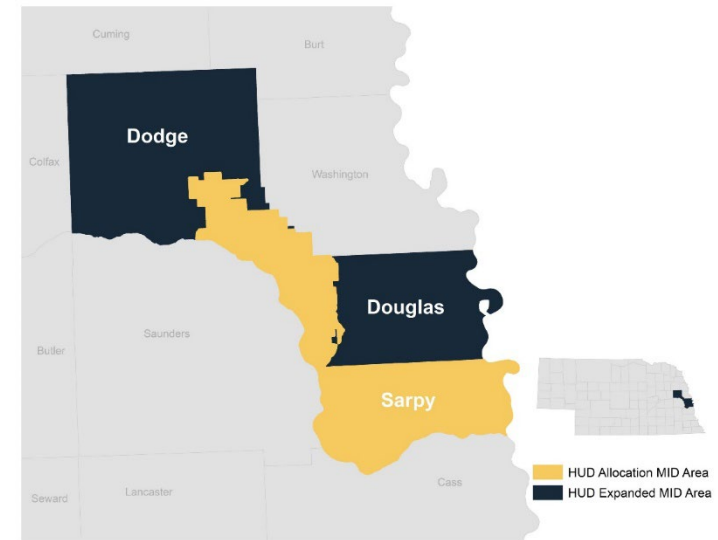 Cuming
Burt
Dodge
Colfax
Washington
Douglas
Saunders
Butler
Sarpy
HUD Allocation MID Area
HUD Expanded MID Area
Cass
Lancaster
Seward